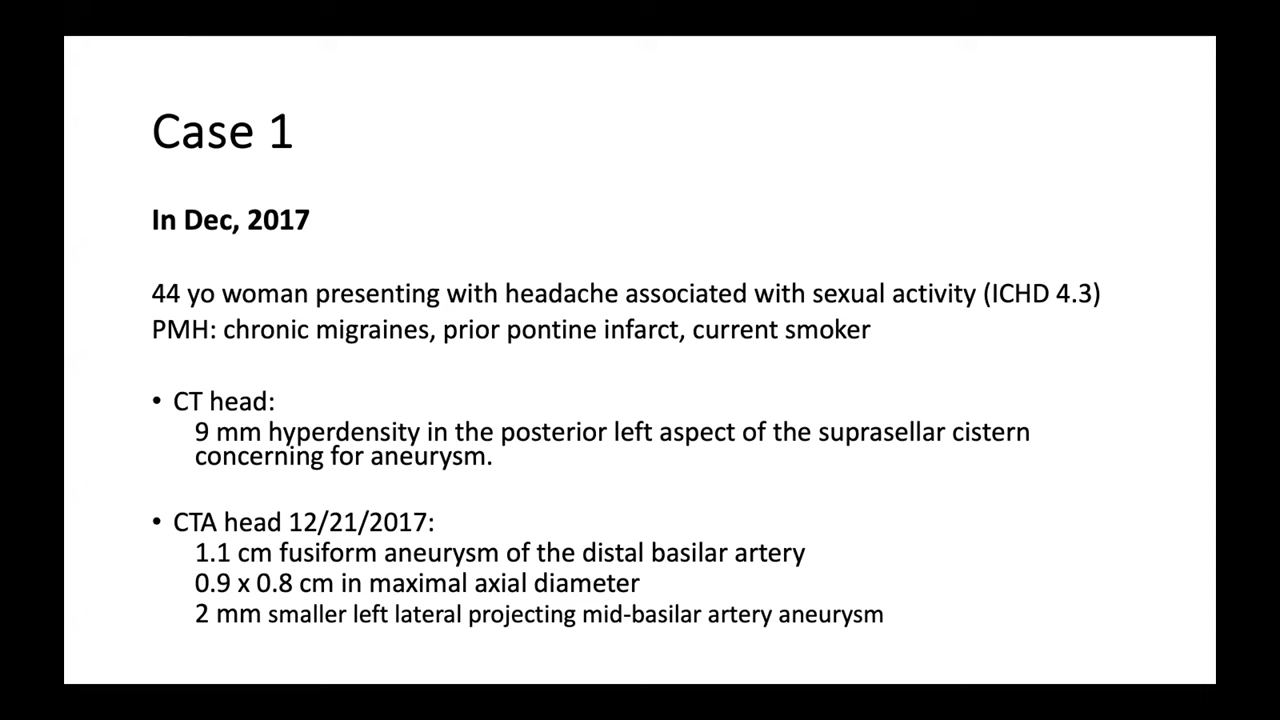 Case 1
In Dec, 2017
44 yo woman presenting with headache associated with sexual activity (ICHD 4.3)
PMH: chronic migraines, prior pontine infarct, current smoker
• CT head:
9 mm hyperdensity in the posterior left aspect of the suprasellar cistern
concerning for aneurysm.
• CTA head 12/21/2017:
1.1 cm fusiform aneurysm of the distal basilar artery
0.9 x 0.8 cm in maximal axial diameter
2 mm smaller left lateral projecting mid-basilar artery aneurysm